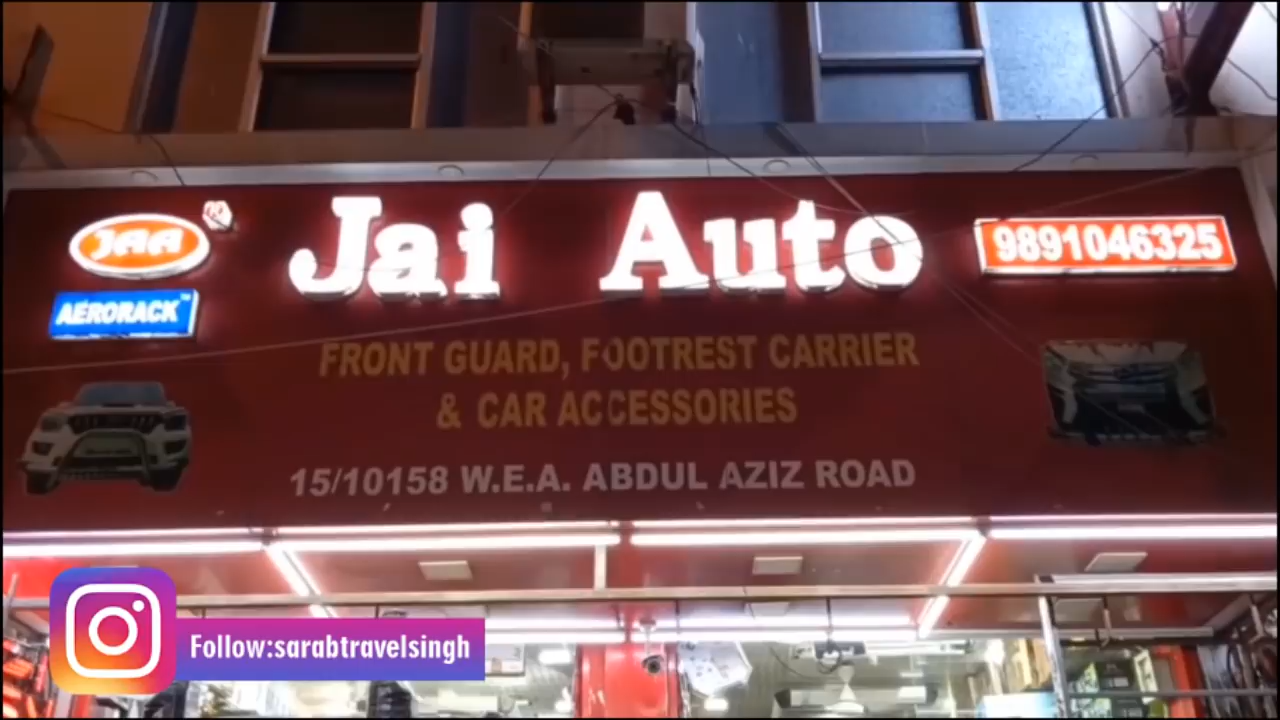 JAA
Jai Auto
9891046325
AERORACK™
FRONT GUARD, FOOTREST CARRIER
& CAR ACCESSORIES
15/10158 W.E.A. ABDUL AZIZ ROAD
Follow:sarabtravelsingh